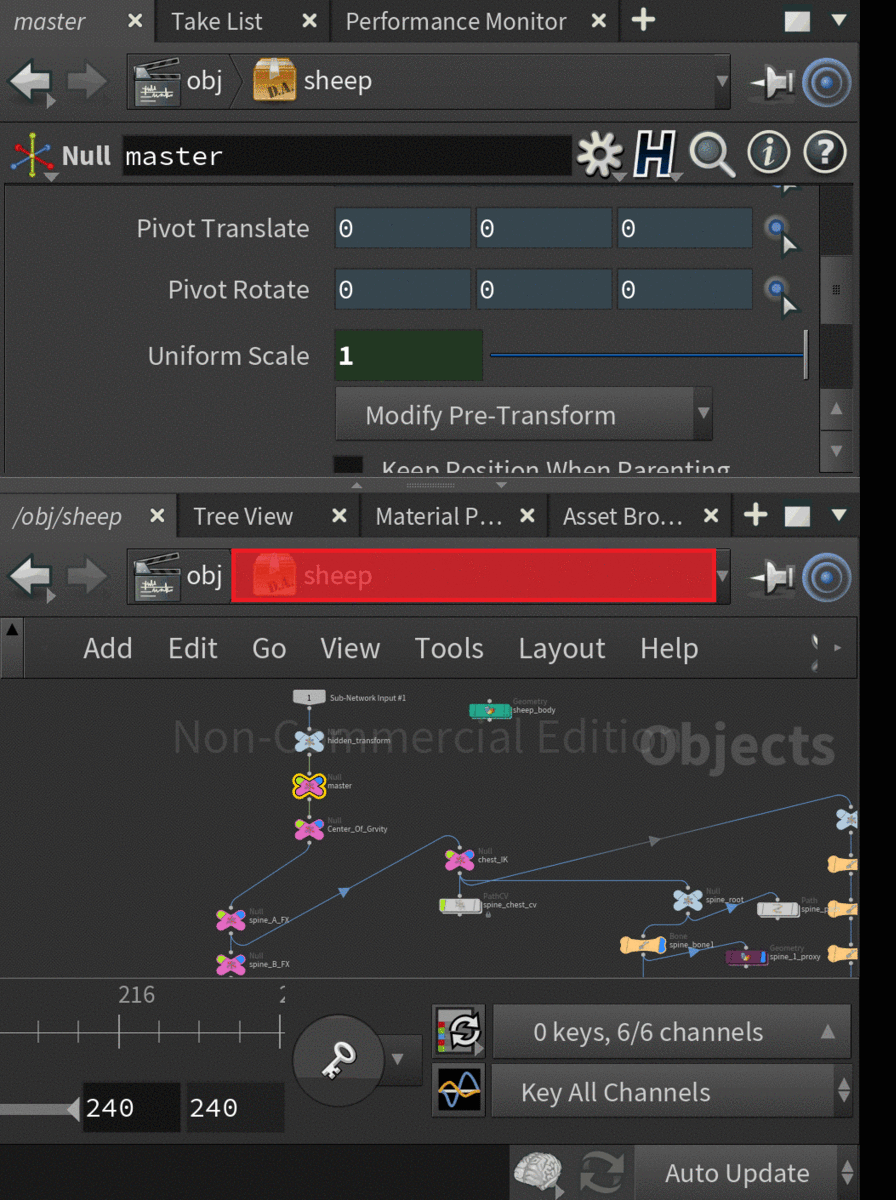 master Take List Performance Monitor
obj sheep
Null master
Pivot Translate 0 0 0
Pivot Rotate 0 0 0
Uniform Scale 1
Modify Pre-Transform
Keep Position When Parenting
/obj/sheep Tree View Material P... Asset Bro...
obj sheep
Add Edit Go View Tools Layout Help
1 Sub-Network Input #1
Geometry
sheep_body
Non-Commercial Edition
Objects
hidden_transform
Null
master
Null
Center_Of_Grvity
Null
chest_IK
PathCV
spine_chest_cv
Null
spine_root
Path
spine_p
Null
spine_A_FX
Bone
spine_bone1
Geometry
spine_1_proxy
Null
spine_B_FX
216
0 keys, 6/6 channels
240 240
Key All Channels
Auto Update